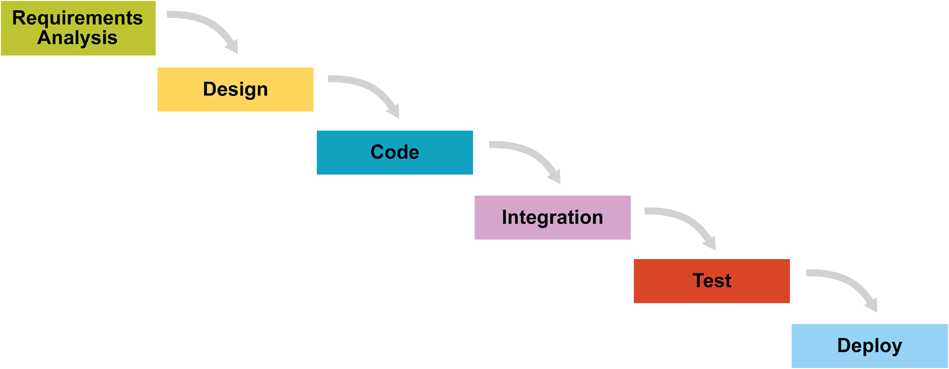 Requirements
Analysis
Design
Code
Integration
Test
Deploy